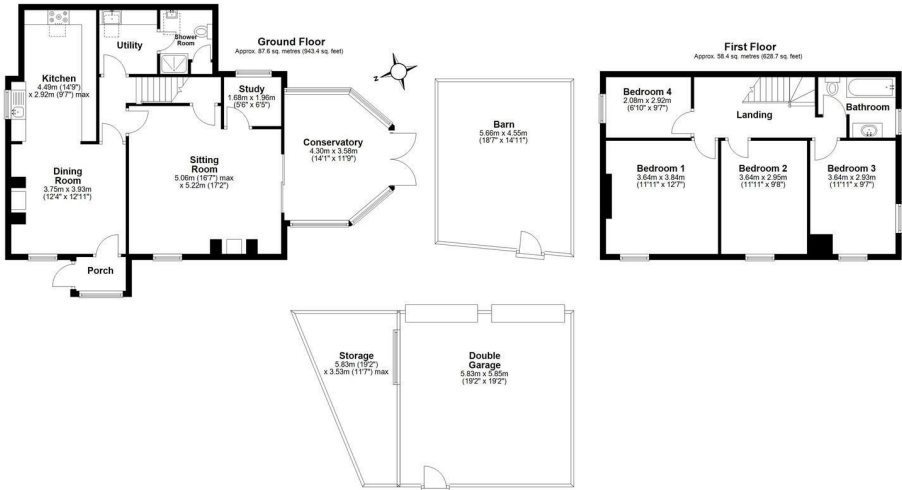 Ground Floor
Approx. 87.6 sq. metres (943.4 sq. feet)
Kitchen
4.49m (14'9")
x 2.92m (9'7") max
Utility
Shower
Room
Study
1.68m x 1.96m
(5'6" x 6'5")
Dining
Room
3.75m x 3.93m
(12'4" x 12'11")
Sitting
Room
5.06m (16'7") max
x 5.22m (17'2")
Conservatory
4.30m x 3.58m
(14'1" x 11'9")
Porch
N
Barn
5.66m x 4.55m
(18'7" x 14'11")
First Floor
Approx. 58.4 sq. metres (628.7 sq. feet)
Bedroom 4
2.08m x 2.92m
(6'10" x 9'7")
Landing
Bathroom
Bedroom 1
3.64m x 3.84m
(11'11" x 12'7")
Bedroom 2
3.64m x 2.95m
(11'11" x 9'8")
Bedroom 3
3.64m x 2.93m
(11'11" x 9'7")
Storage
5.83m (19'2")
x 3.53m (11'7") max
Double
Garage
5.83m x 5.85m
(19'2" x 19'2")